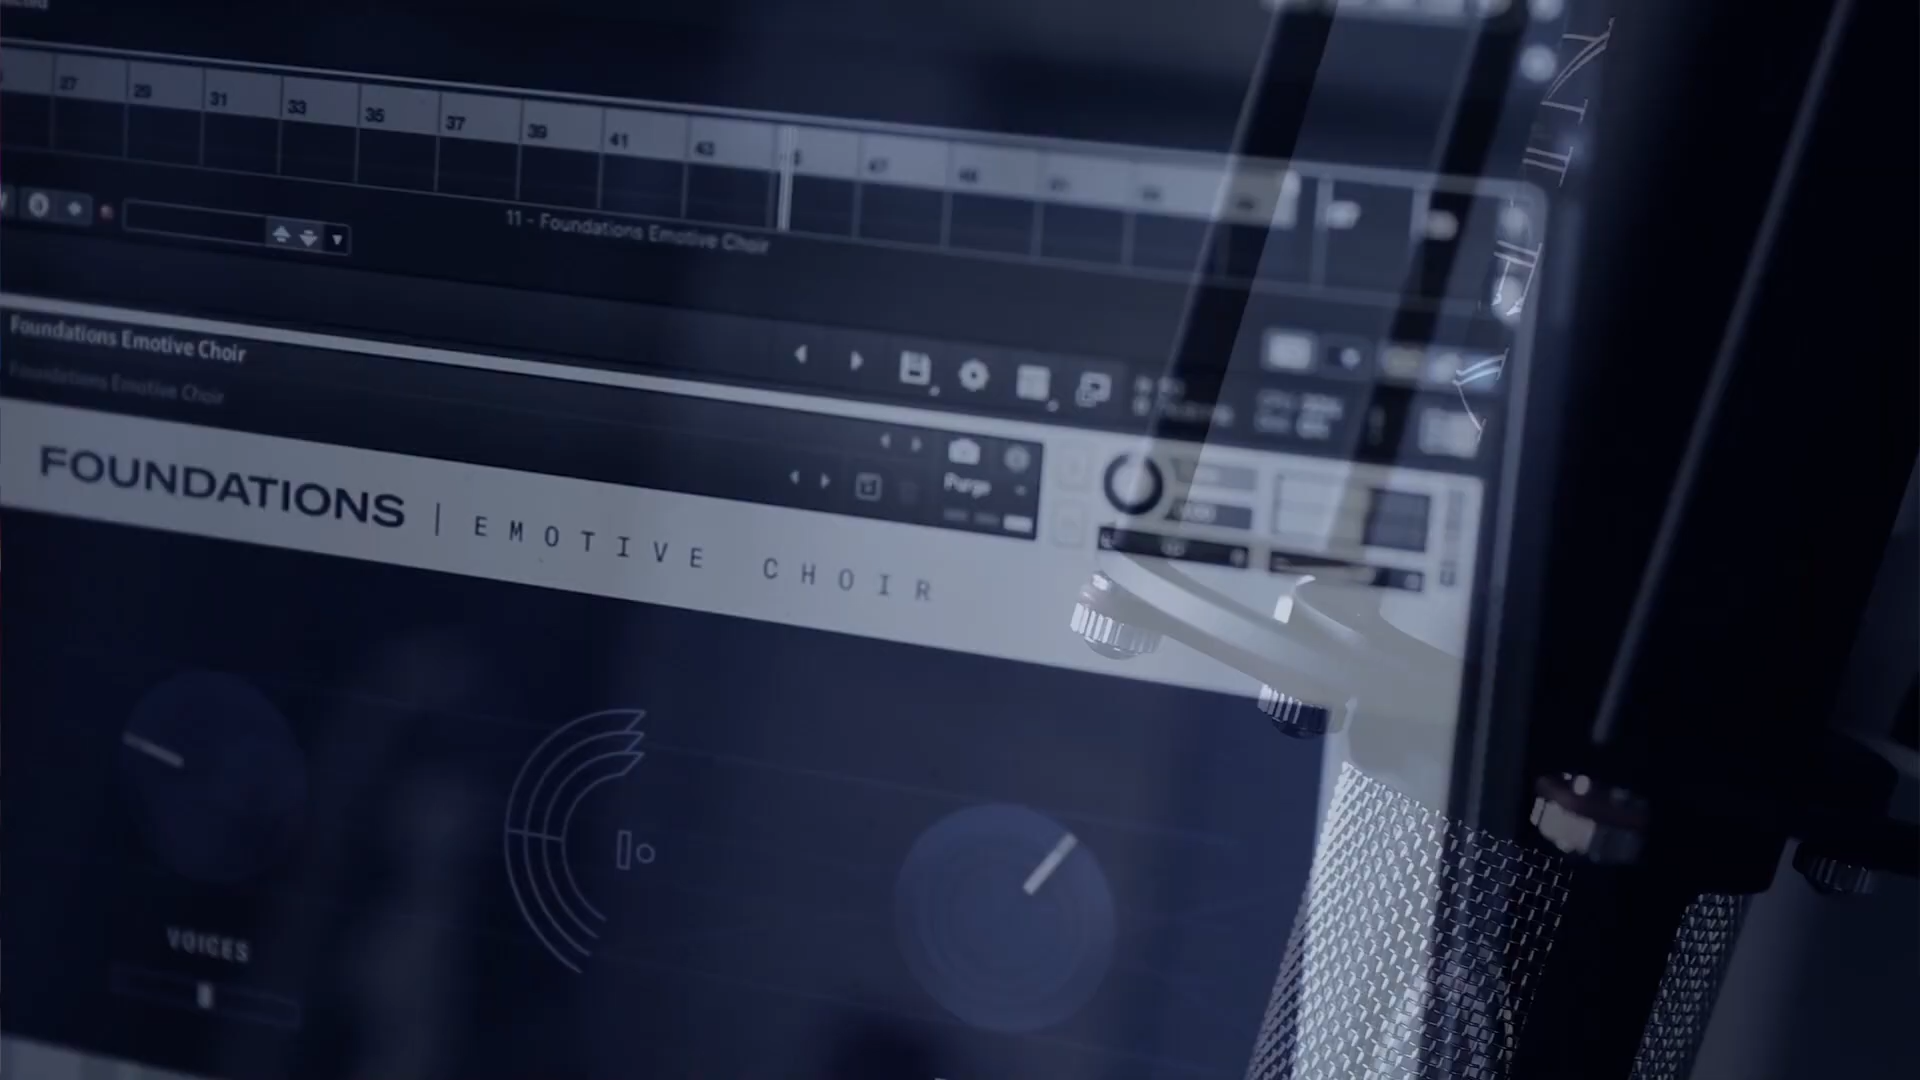 27 29 31 33 35 37 39 41 43
11 - Foundations Emotive Choir
Foundations Emotive Choir
Foundations Emotive Choir
Purge
FOUNDATIONS | EMOTIVE CHOIR
VOICES